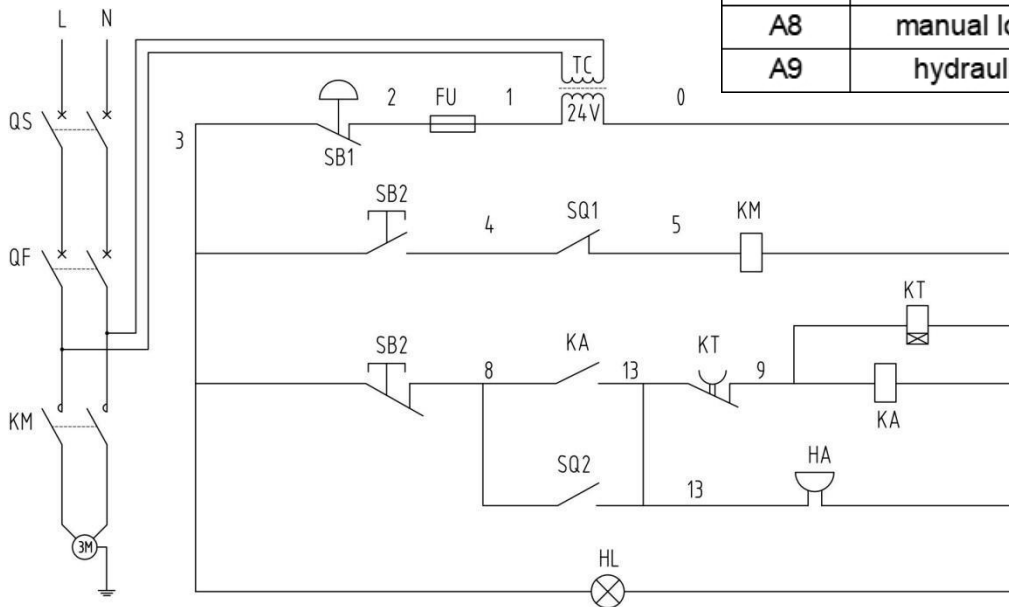 L N
A8 manual lo
A9 hydrauli
TC
QS
3
2 FU 1
24V
0
SB1
SB2
4
SQ1
5
KM
QF
KT
SB2
8
KA
13
KT
9
KA
KM
SQ2
13
HA
3M
HL